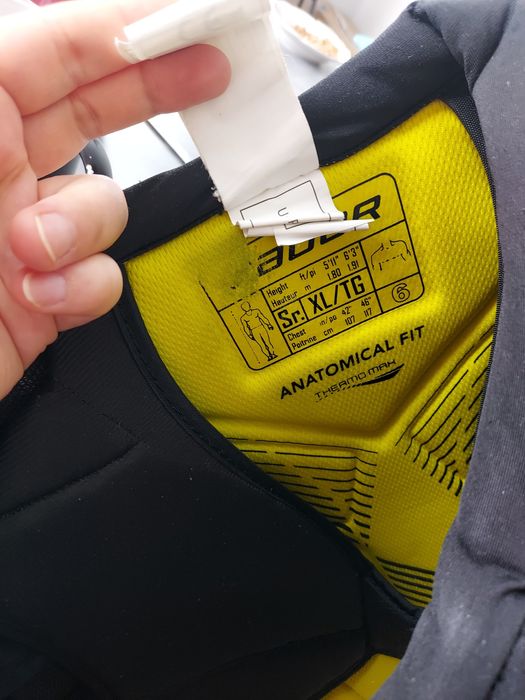 Height ft/pi 5'11" 6'3"
Hauteur m 1.80 1.91
Sr. XL/TG
Chest in/po 42" 46"
Poitrine cm 107 117
6
ANATOMICAL FIT
THERMO MAX